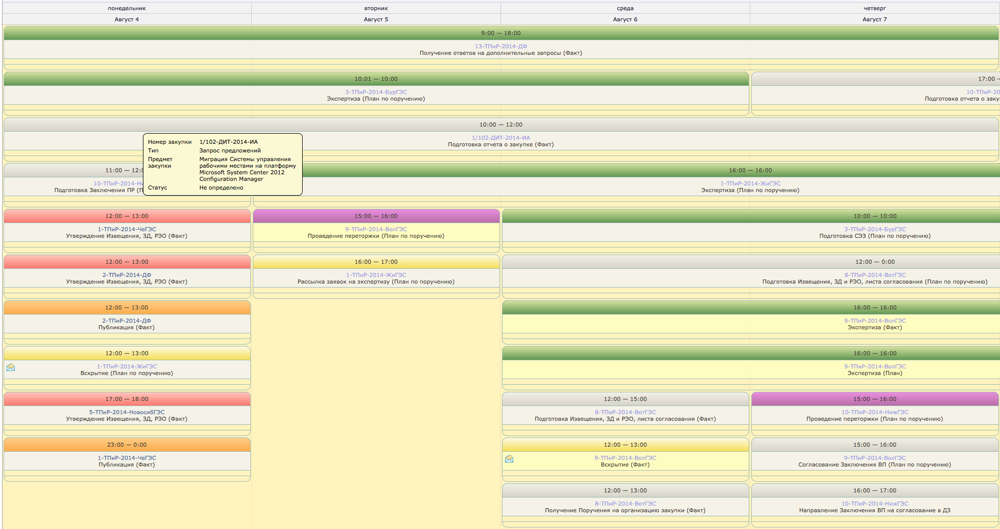 понедельник
вторник
среда
четверг
Август 4
Август 5
Август 6
Август 7
9:00 — 18:00
13-ТПиР-2014-ДФ
Получение ответов на дополнительные запросы (Факт)
10:01 — 10:00
3-ТПиР-2014-БурГЭС
Экспертиза (План по поручению)
17:00 –
10-ТПиР-20
Подготовка отчета о заку
10:00 — 12:00
1/102-ДИТ-2014-ИА
Подготовка отчета о закупке (Факт)
Номер закупки 1/102-ДИТ-2014-ИА
Тип Запрос предложений
Предмет Миграция Системы управления
закупки рабочими местами на платформу
Microsoft System Center 2012
Configuration Manager
Статус Не определено
11:00 — 12:0
10-ТПиР-2014-Ни
Подготовка Заключения ПР (П
16:00 — 16:00
1-ТПиР-2014-ЖиГЭС
Экспертиза (План по поручению)
12:00 — 13:00
1-ТПиР-2014-ЧеГЭС
Утверждение Извещения, ЗД, РЭО (Факт)
15:00 — 16:00
9-ТПиР-2014-ВолГЭС
Проведение переторжки (План по поручению)
10:00 — 10:00
3-ТПиР-2014-БурГЭС
Подготовка СЭЗ (План по поручению)
12:00 — 13:00
2-ТПиР-2014-ДФ
Утверждение Извещения, ЗД, РЭО (Факт)
16:00 — 17:00
1-ТПиР-2014-ЖиГЭС
Рассылка заявок на экспертизу (План по поручению)
12:00 — 0:00
8-ТПиР-2014-ВотГЭС
Подготовка Извещения, ЗД и РЭО, листа согласования (План по поручению)
12:00 — 13:00
2-ТПиР-2014-ДФ
Публикация (Факт)
16:00 — 16:00
9-ТПиР-2014-ВолГЭС
Экспертиза (Факт)
12:00 — 13:00
1-ТПиР-2014-ЖиГЭС
Вскрытие (План по поручению)
16:00 — 16:00
9-ТПиР-2014-ВолГЭС
Экспертиза (План)
17:00 — 18:00
5-ТПиР-2014-НовосибГЭС
Утверждение Извещения, ЗД, РЭО (Факт)
12:00 — 15:00
8-ТПиР-2014-ВотГЭС
Подготовка Извещения, ЗД и РЭО, листа согласования (Факт)
15:00 — 16:00
10-ТПиР-2014-НижГЭС
Проведение переторжки (План по поручению)
23:00 — 0:00
1-ТПиР-2014-ЧеГЭС
Публикация (Факт)
12:00 — 13:00
9-ТПиР-2014-ВолГЭС
Вскрытие (Факт)
15:00 — 16:00
9-ТПиР-2014-ВолГЭС
Согласование Заключения ВП (План по поручению)
12:00 — 13:00
8-ТПиР-2014-ВотГЭС
Получение Поручения на организацию закупки (Факт)
16:00 — 17:00
10-ТПиР-2014-НижГЭС
Направление Заключения ВП на согласование в ДЗ